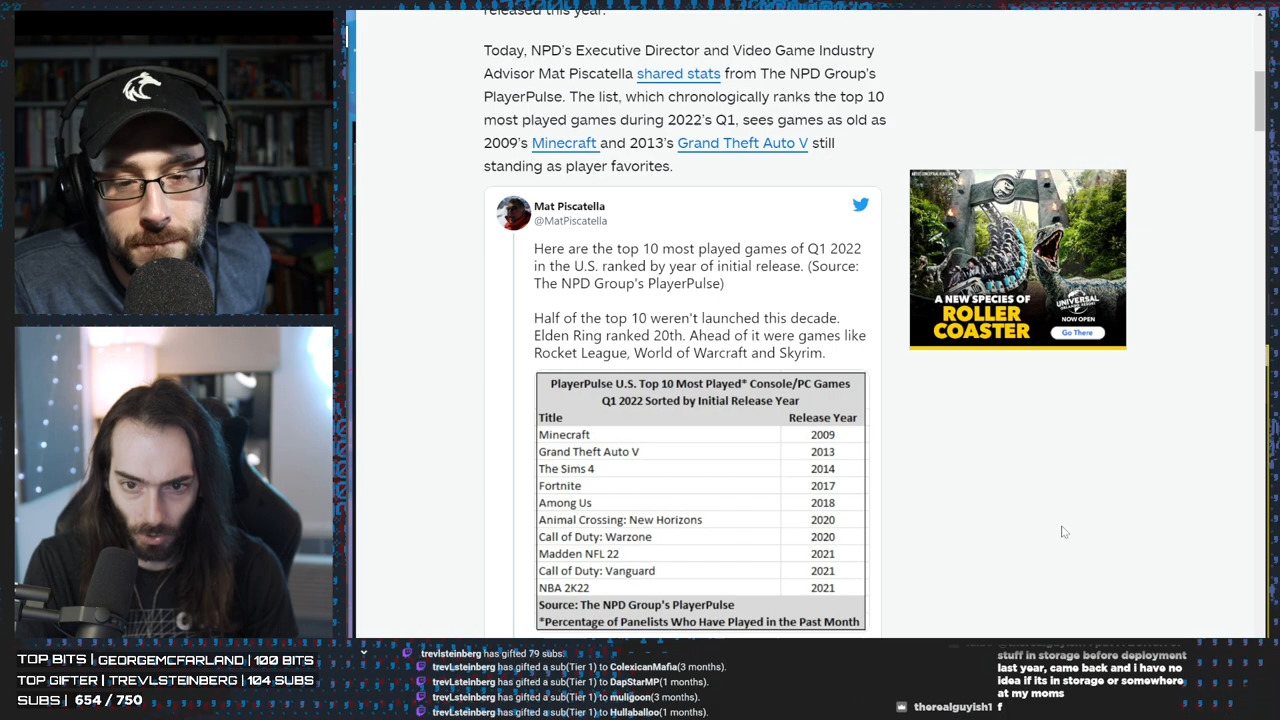 released this year.
Today, NPD's Executive Director and Video Game Industry
Advisor Mat Piscatella shared stats from The NPD Group's
PlayerPulse. The list, which chronologically ranks the top 10
most played games during 2022's Q1, sees games as old as
2009's Minecraft and 2013's Grand Theft Auto V still
standing as player favorites.
Mat Piscatella
@MatPiscatella
Here are the top 10 most played games of Q1 2022
in the U.S. ranked by year of initial release. (Source:
The NPD Group's PlayerPulse)
Half of the top 10 weren't launched this decade.
Elden Ring ranked 20th. Ahead of it were games like
Rocket League, World of Warcraft and Skyrim.
PlayerPulse U.S. Top 10 Most Played* Console/PC Games
Q1 2022 Sorted by Initial Release Year
Title Release Year
Minecraft 2009
Grand Theft Auto V 2013
The Sims 4 2014
Fortnite 2017
Among Us 2018
Animal Crossing: New Horizons 2020
Call of Duty: Warzone 2020
Madden NFL 22 2021
Call of Duty: Vanguard 2021
NBA 2K22 2021
Source: The NPD Group's PlayerPulse
*Percentage of Panelists Who Have Played in the Past Month
A NEW SPECIES OF
ROLLER
COASTER
UNIVERSAL
NOW OPEN
Go There
TOP BITS | GEORGEMCFARLAND | 100 BITS
TOP GIFTER | TREVLSTEINBERG | 104 SUBS
SUBS | 654 / 750
trevlsteinberg has gifted 79 subs.
trevLsteinberg has gifted a sub(Tier 1) to ColexicanMafia(3 months).
trevLsteinberg has gifted a sub(Tier 1) to DapStarMP(1 months).
trevLsteinberg has gifted a sub(Tier 1) to muligoon(3 months).
trevLsteinberg has gifted a sub(Tier 1) to Hullaballoo(1 months).
stuff in storage before deployment
last year, came back and i have no
idea if its in storage or somewhere
at my moms
therealguyish1 f